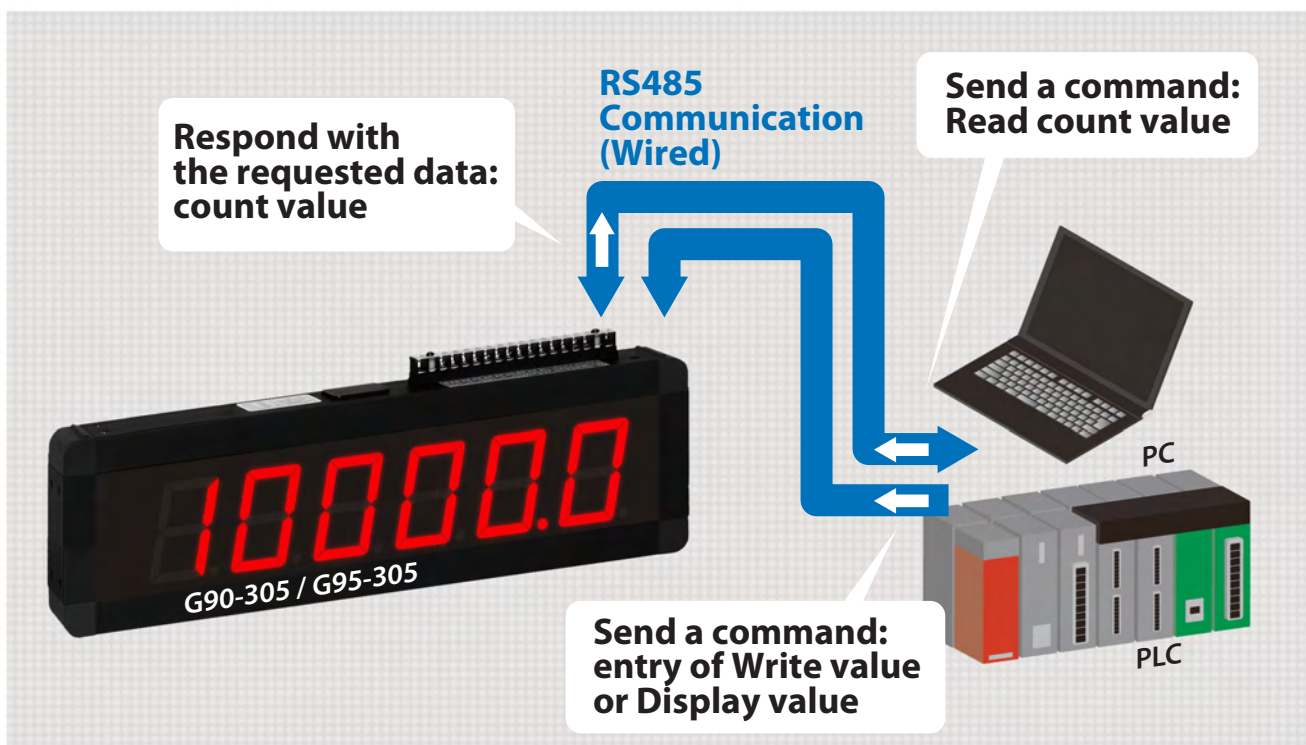 RS485
Communication
(Wired)
Send a command:
Read count value
Respond with
the requested data:
count value
PC
100000.0
G90-305 / G95-305
Send a command:
entry of Write value
or Display value
PLC